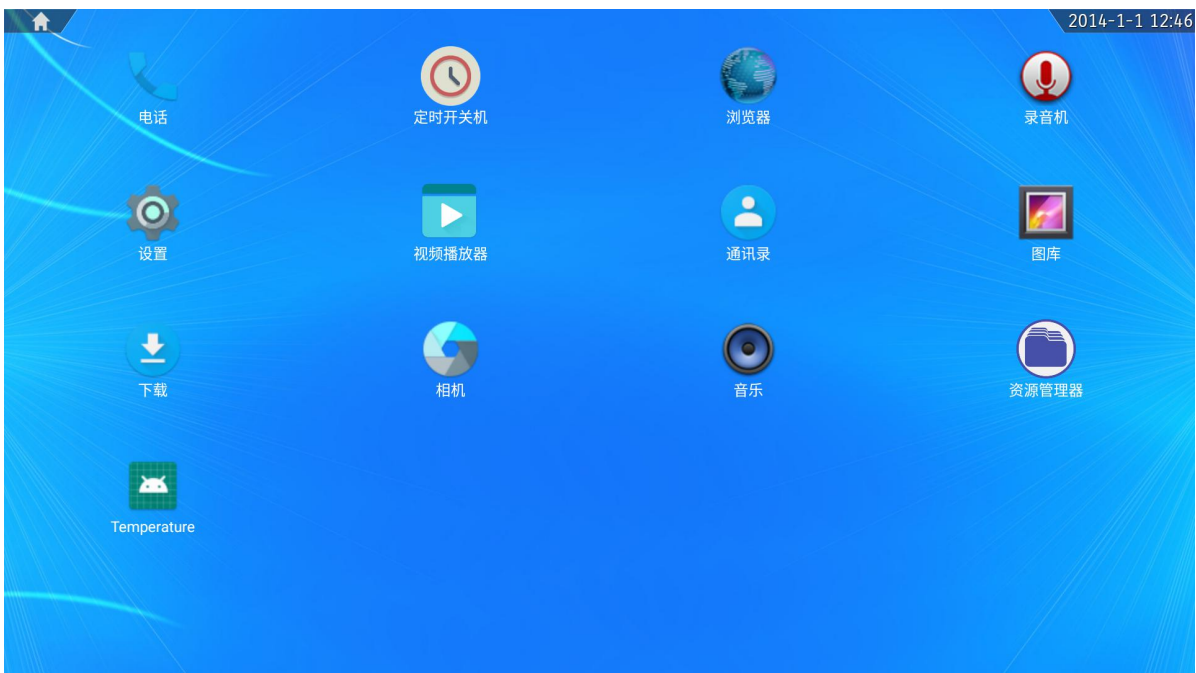 2014-1-1 12:46
电话
定时开关机
浏览器
录音机
设置
视频播放器
通讯录
图库
下载
相机
音乐
资源管理器
Temperature